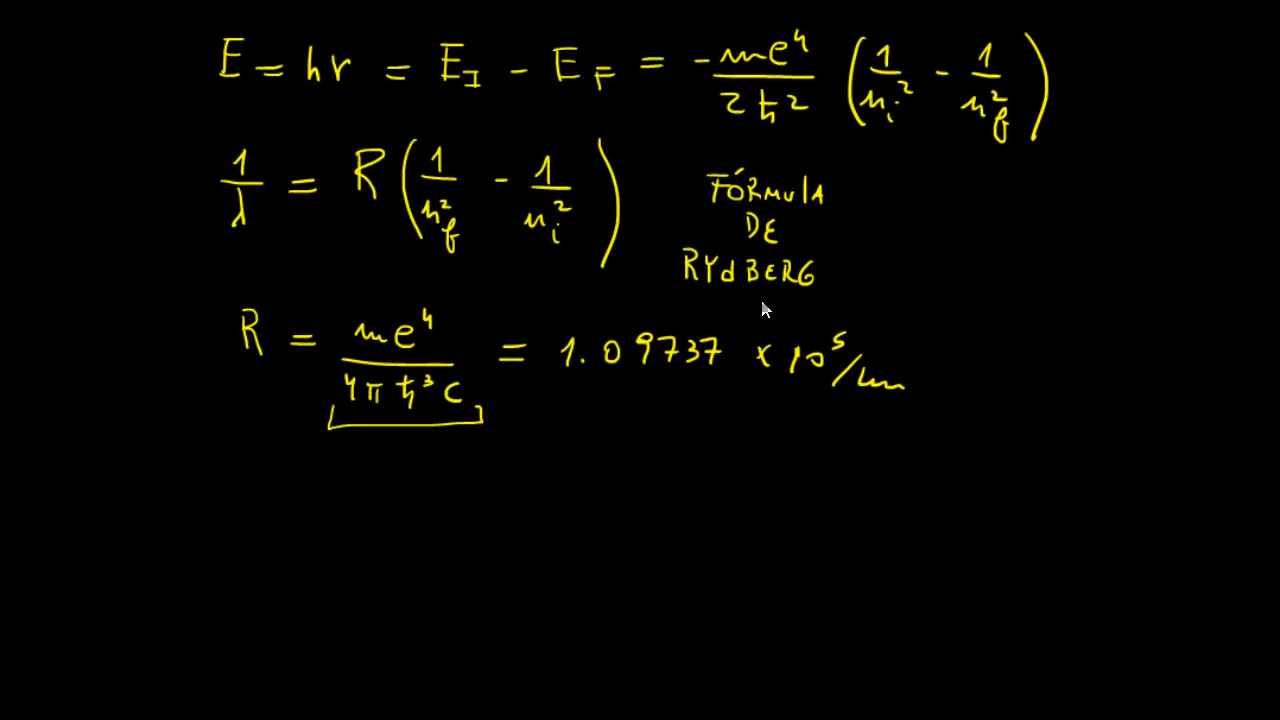 E = hν = E_I - E_F = - me⁴/2ℏ² (1/n_i² - 1/n_f²)
1/λ = R (1/n_f² - 1/n_i²)
FÓRMULA
DE
RYdBERG
R = me⁴/4πℏ³c = 1.09737 × 10⁵/cm